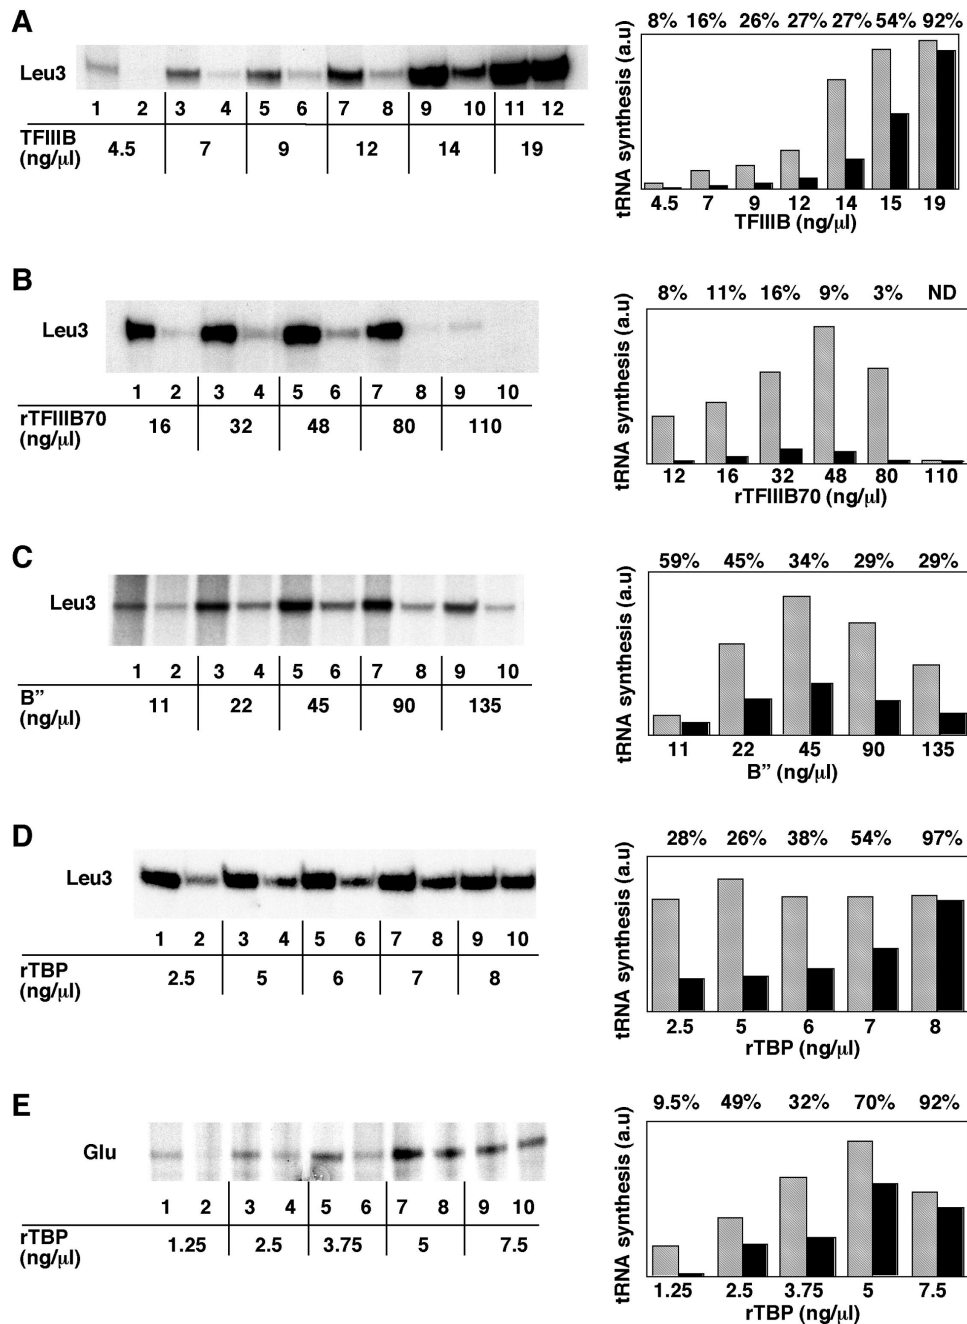 A
Leu3
1 2 3 4 5 6 7 8 9 10 11 12
TFIIIB
(ng/µl)
4.5 7 9 12 14 19
8% 16% 26% 27% 27% 54% 92%
tRNA synthesis (a.u)
4.5 7 9 12 14 15 19
TFIIIB (ng/µl)
B
Leu3
1 2 3 4 5 6 7 8 9 10
rTFIIIB70
(ng/µl)
16 32 48 80 110
8% 11% 16% 9% 3% ND
tRNA synthesis (a.u)
12 16 32 48 80 110
rTFIIIB70 (ng/µl)
C
Leu3
1 2 3 4 5 6 7 8 9 10
B”
(ng/µl)
11 22 45 90 135
59% 45% 34% 29% 29%
tRNA synthesis (a.u)
11 22 45 90 135
B” (ng/µl)
D
Leu3
1 2 3 4 5 6 7 8 9 10
rTBP
(ng/µl)
2.5 5 6 7 8
28% 26% 38% 54% 97%
tRNA synthesis (a.u)
2.5 5 6 7 8
rTBP (ng/µl)
E
Glu
1 2 3 4 5 6 7 8 9 10
rTBP
(ng/µl)
1.25 2.5 3.75 5 7.5
9.5% 49% 32% 70% 92%
tRNA synthesis (a.u)
1.25 2.5 3.75 5 7.5
rTBP (ng/µl)